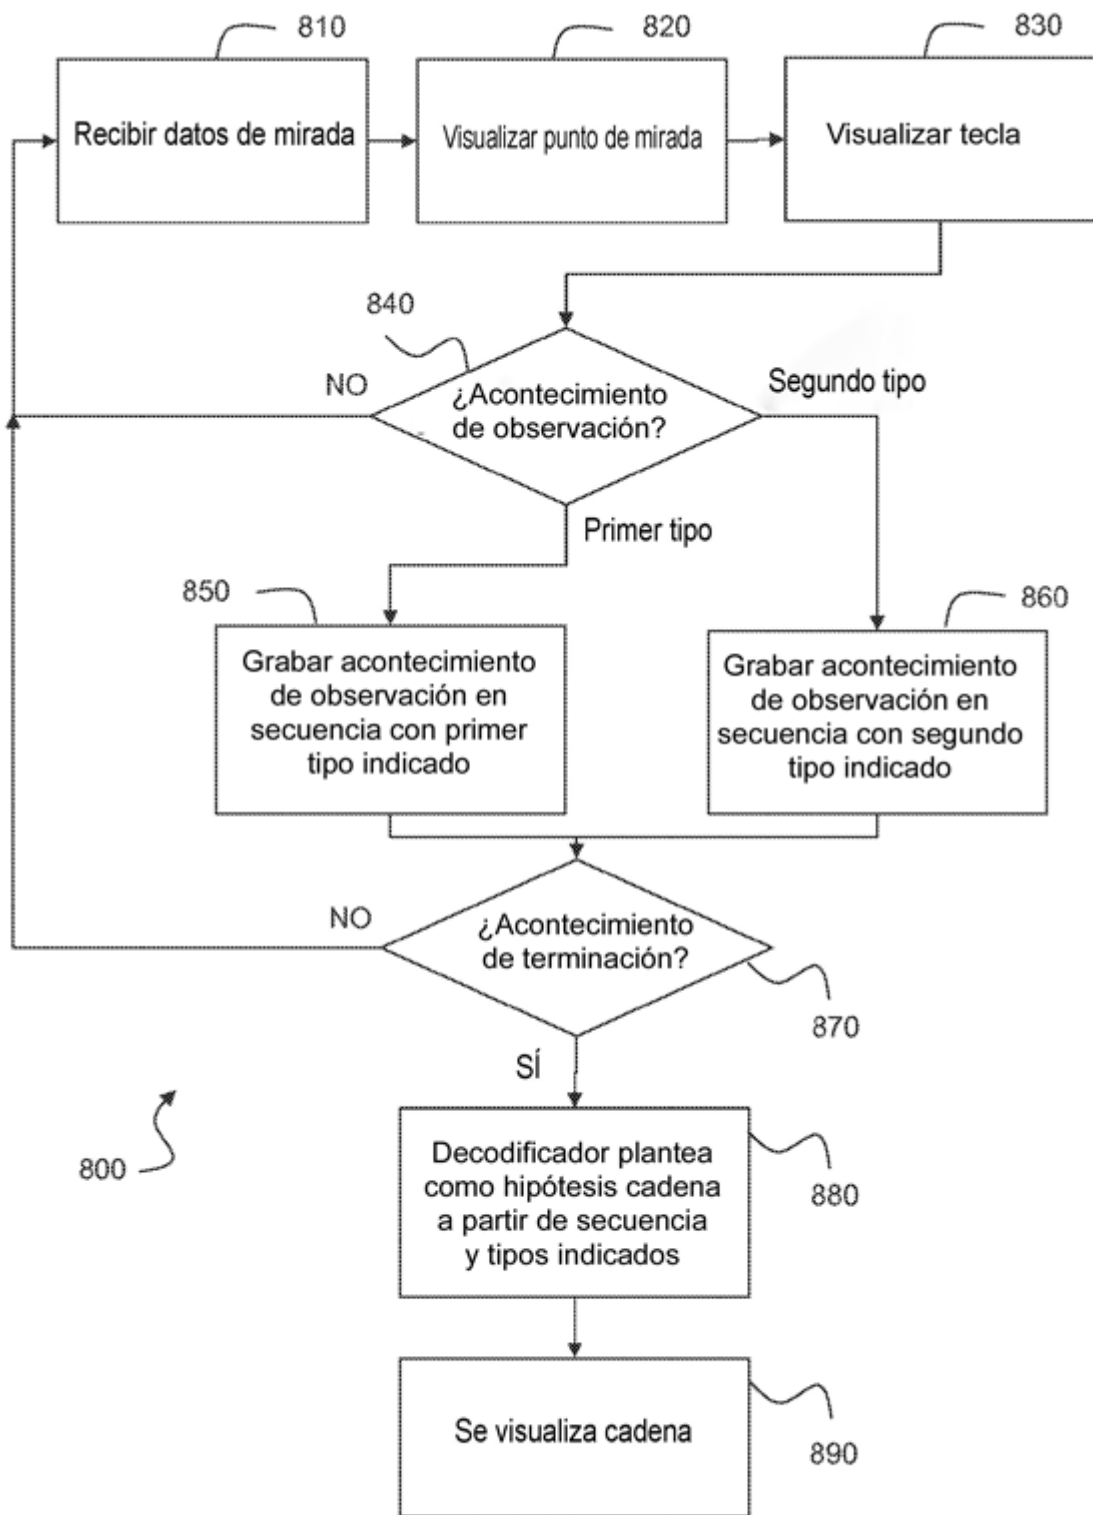 810
820
830
Recibir datos de mirada
Visualizar punto de mirada
Visualizar tecla
840
NO
¿Acontecimiento
de observación?
Segundo tipo
Primer tipo
850
860
Grabar acontecimiento
de observación en
secuencia con primer
tipo indicado
Grabar acontecimiento
de observación en
secuencia con segundo
tipo indicado
NO
¿Acontecimiento
de terminación?
870
SÍ
800
Decodificador plantea
como hipótesis cadena
a partir de secuencia
y tipos indicados
880
Se visualiza cadena
890